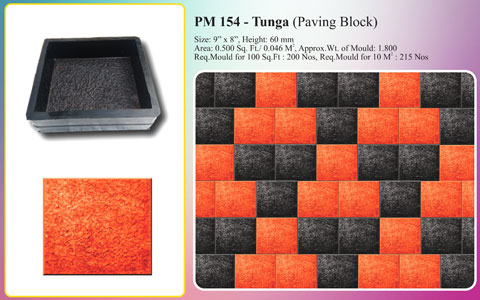 PM 154 - Tunga (Paving Block)
Size: 9” x 8”, Height: 60 mm
Area: 0.500 Sq. Ft./ 0.046 M², Approx.Wt. of Mould: 1.800
Req.Mould for 100 Sq.Ft : 200 Nos, Req.Mould for 10 M² : 215 Nos